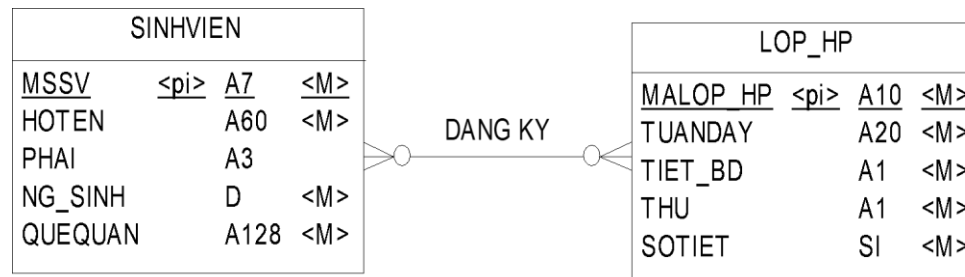 SINHVIEN
MSSV <pi> A7 <M>
HOTEN A60 <M>
PHAI A3
NG_SINH D <M>
QUEQUAN A128 <M>
DANG KY
LOP_HP
MALOP_HP <pi> A10 <M>
TUANDAY A20 <M>
TIET_BD A1 <M>
THU A1 <M>
SOTIET SI <M>